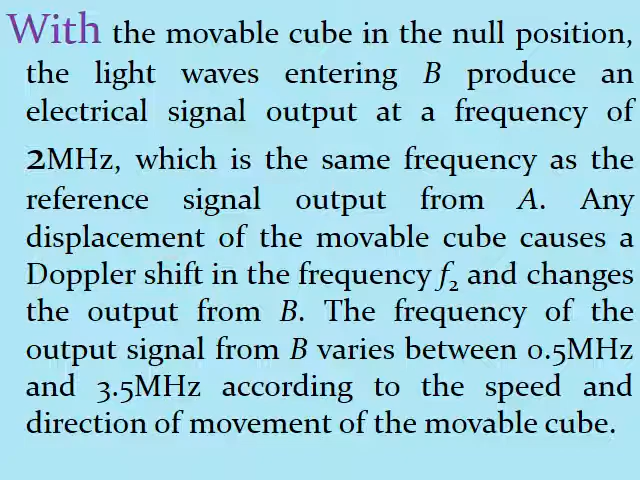 With the movable cube in the null position,
the light waves entering B produce an
electrical signal output at a frequency of
2MHz, which is the same frequency as the
reference signal output from A. Any
displacement of the movable cube causes a
Doppler shift in the frequency f₂ and changes
the output from B. The frequency of the
output signal from B varies between 0.5MHz
and 3.5MHz according to the speed and
direction of movement of the movable cube.